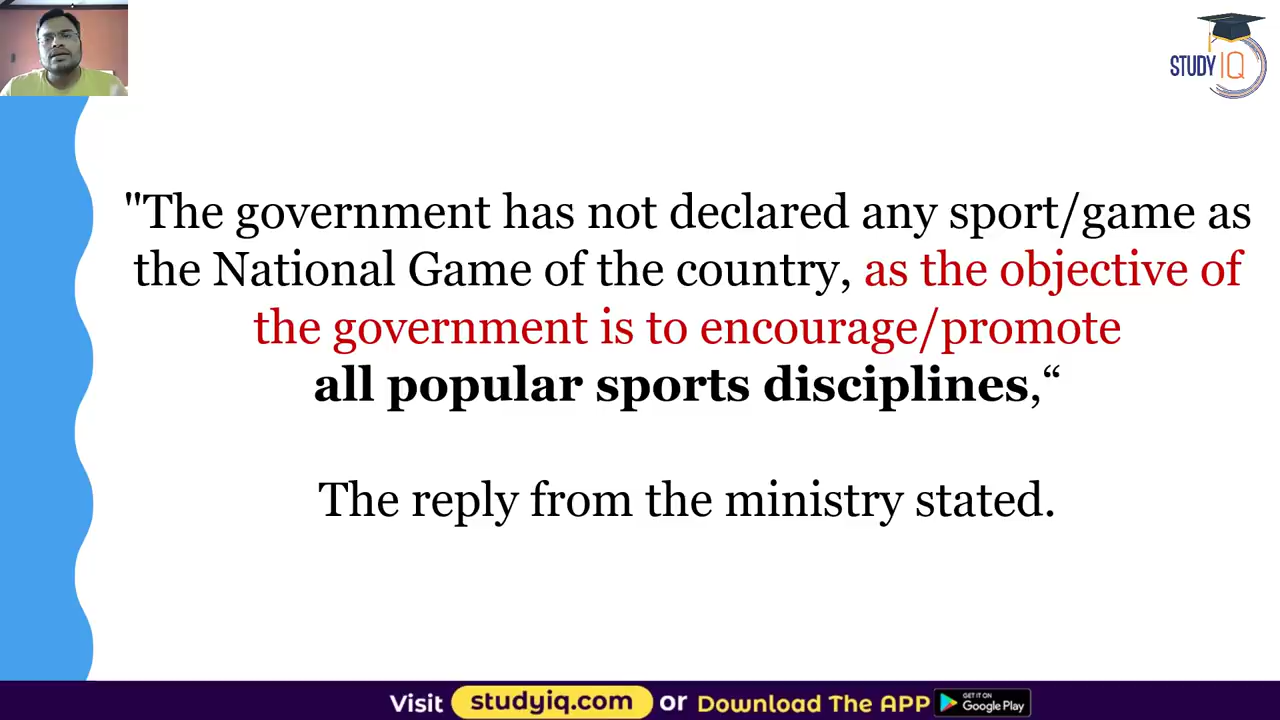 STUDY IQ
"The government has not declared any sport/game as
the National Game of the country, as the objective of
the government is to encourage/promote
all popular sports disciplines,“
The reply from the ministry stated.
Visit studyiq.com or Download The APP GET IT ON Google Play